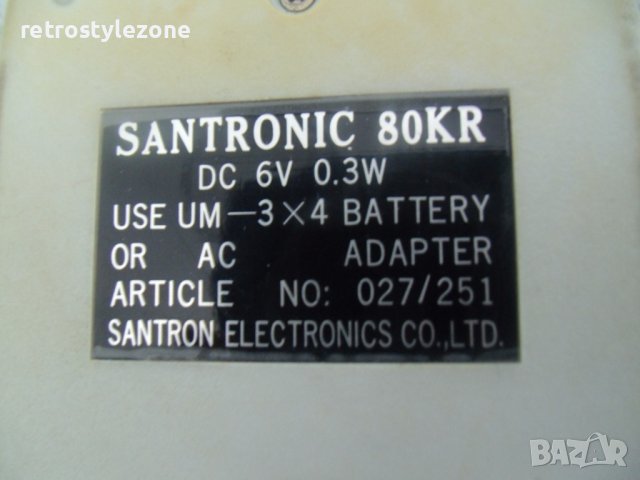 retrostylezone
SANTRONIC 80KR
DC 6V 0.3W
USE UM—3×4 BATTERY
OR AC ADAPTER
ARTICLE NO: 027/251
SANTRON ELECTRONICS CO.,LTD.
BAZAR